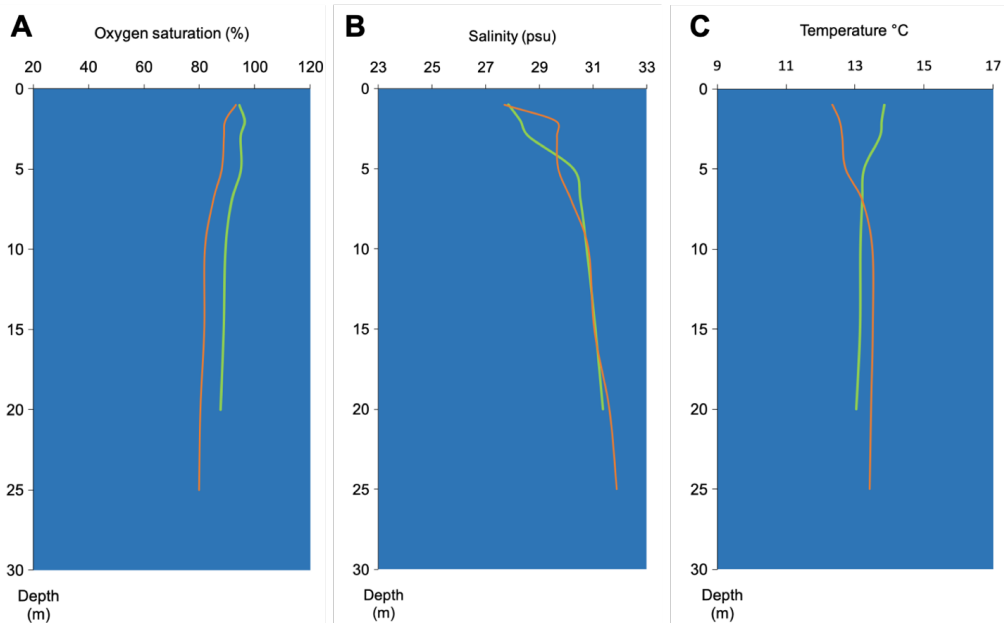 A
Oxygen saturation (%)
20 40 60 80 100 120
0
5
10
15
20
25
30
Depth
(m)
B
Salinity (psu)
23 25 27 29 31 33
0
5
10
15
20
25
30
Depth
(m)
C
Temperature °C
9 11 13 15 17
0
5
10
15
20
25
30
Depth
(m)